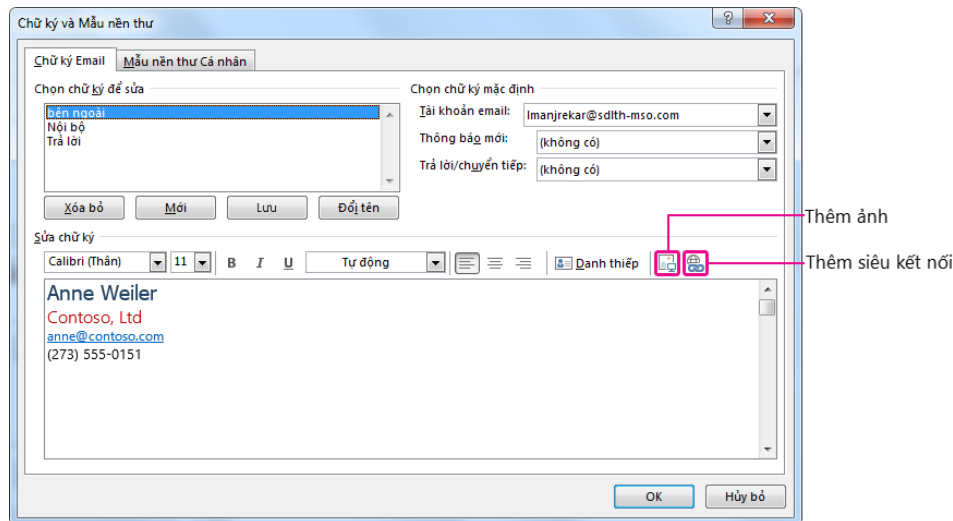 Chữ ký và Mẫu nền thư
Chữ ký Email Mẫu nền thư Cá nhân
Chọn chữ ký để sửa
bên ngoài
Nội bộ
Trả lời
Xóa bỏ Mới Lưu Đổi tên
Chọn chữ ký mặc định
Tài khoản email: lmanjrekar@sdlth-mso.com
Thông báo mới: (không có)
Trả lời/chuyển tiếp: (không có)
Sửa chữ ký
Calibri (Thân) 11 B I U Tự động Danh thiếp
Thêm ảnh
Thêm siêu kết nối
Anne Weiler
Contoso, Ltd
anne@contoso.com
(273) 555-0151
OK Hủy bỏ